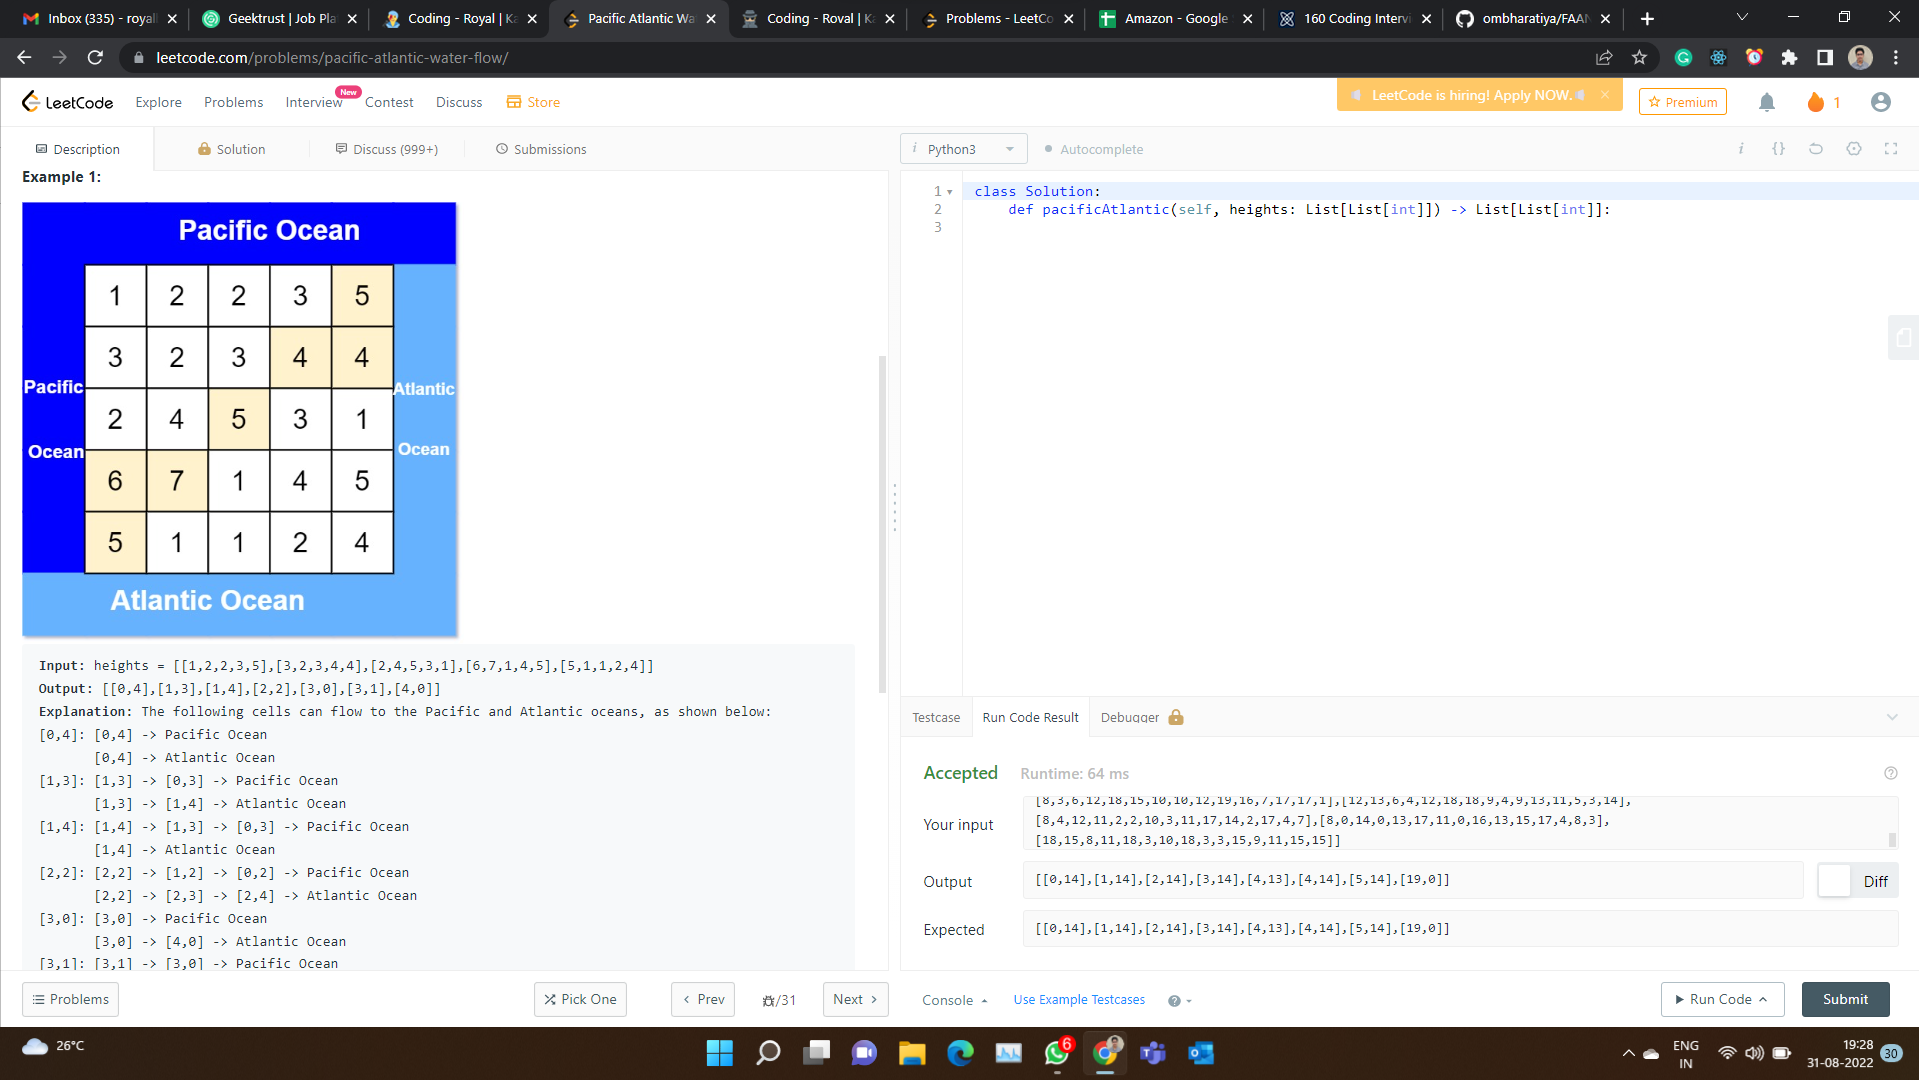 Inbox (335) - royal
Geektrust | Job Pla
Coding - Royal | Ka
Pacific Atlantic Wa
Coding - Royal | Ka
Problems - LeetCo
Amazon - Google
160 Coding Intervi
ombharatiya/FAAN
leetcode.com/problems/pacific-atlantic-water-flow/
LeetCode Explore Problems Interview New Contest Discuss Store
LeetCode is hiring! Apply NOW.
Premium
1
Description Solution Discuss (999+) Submissions
Example 1:
Pacific Ocean
1 2 2 3 5
3 2 3 4 4
Pacific
Atlantic
2 4 5 3 1
Ocean
Ocean
6 7 1 4 5
5 1 1 2 4
Atlantic Ocean
Input: heights = [[1,2,2,3,5],[3,2,3,4,4],[2,4,5,3,1],[6,7,1,4,5],[5,1,1,2,4]]
Output: [[0,4],[1,3],[1,4],[2,2],[3,0],[3,1],[4,0]]
Explanation: The following cells can flow to the Pacific and Atlantic oceans, as shown below:
[0,4]: [0,4] -> Pacific Ocean
[0,4] -> Atlantic Ocean
[1,3]: [1,3] -> [0,3] -> Pacific Ocean
[1,3] -> [1,4] -> Atlantic Ocean
[1,4]: [1,4] -> [1,3] -> [0,3] -> Pacific Ocean
[1,4] -> Atlantic Ocean
[2,2]: [2,2] -> [1,2] -> [0,2] -> Pacific Ocean
[2,2] -> [2,3] -> [2,4] -> Atlantic Ocean
[3,0]: [3,0] -> Pacific Ocean
[3,0] -> [4,0] -> Atlantic Ocean
[3,1]: [3,1] -> [3,0] -> Pacific Ocean
Problems Pick One Prev /31 Next
i Python3 Autocomplete
i {}
1 class Solution:
2 def pacificAtlantic(self, heights: List[List[int]]) -> List[List[int]]:
3
Testcase Run Code Result Debugger
Accepted Runtime: 64 ms
Your input
[8,3,6,12,18,15,10,10,12,19,16,7,17,17,1],[12,13,6,4,12,18,18,9,4,9,13,11,5,3,14],
[8,4,12,11,2,2,10,3,11,17,14,2,17,4,7],[8,0,14,0,13,17,11,0,16,13,15,17,4,8,3],
[18,15,8,11,18,3,10,18,3,3,15,9,11,15,15]]
Output [[0,14],[1,14],[2,14],[3,14],[4,13],[4,14],[5,14],[19,0]] Diff
Expected [[0,14],[1,14],[2,14],[3,14],[4,13],[4,14],[5,14],[19,0]]
Console Use Example Testcases Run Code Submit
26°C
6
ENG
IN
19:28
31-08-2022
30